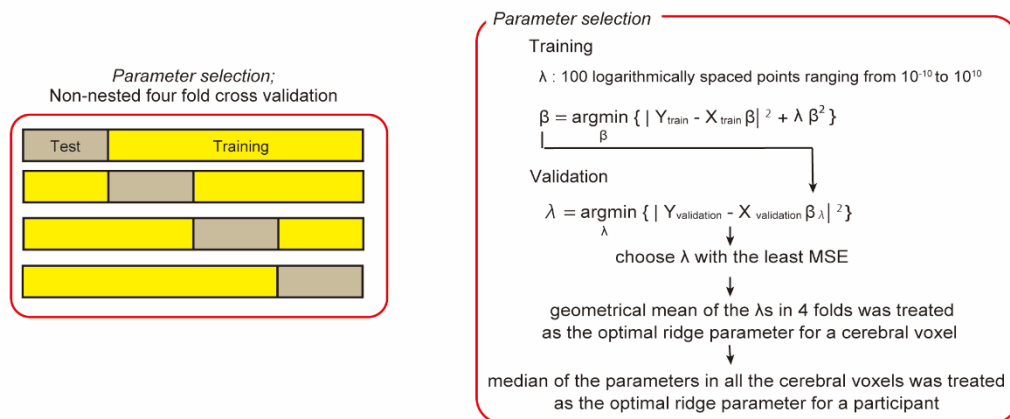 Parameter selection;
Non-nested four fold cross validation
Test
Training
Parameter selection
Training
λ : 100 logarithmically spaced points ranging from 10⁻¹⁰ to 10¹⁰
β = argmin { | Y train - X train β| ² + λ β² }
β
Validation
λ = argmin { | Y validation - X validation β λ| ² }
λ
choose λ with the least MSE
geometrical mean of the λs in 4 folds was treated
as the optimal ridge parameter for a cerebral voxel
median of the parameters in all the cerebral voxels was treated
as the optimal ridge parameter for a participant